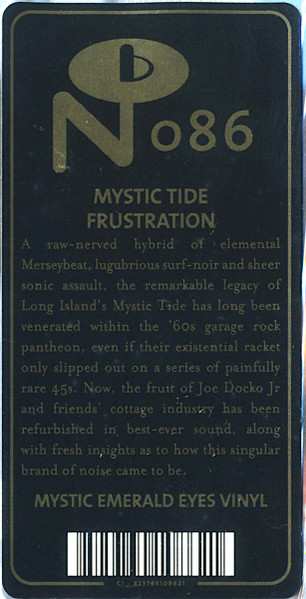 No86
MYSTIC TIDE
FRUSTRATION
A raw-nerved hybrid of elemental
Merseybeat, lugubrious surf-noir and sheer
sonic assault, the remarkable legacy of
Long Island's Mystic Tide has long been
venerated within the '60s garage rock
pantheon, even if their existential racket
only slipped out on a series of painfully
rare 45s. Now, the fruit of Joe Docko Jr
and friends' cottage industry has been
refurbished in best-ever sound, along
with fresh insights as to how this singular
brand of noise came to be.
MYSTIC EMERALD EYES VINYL